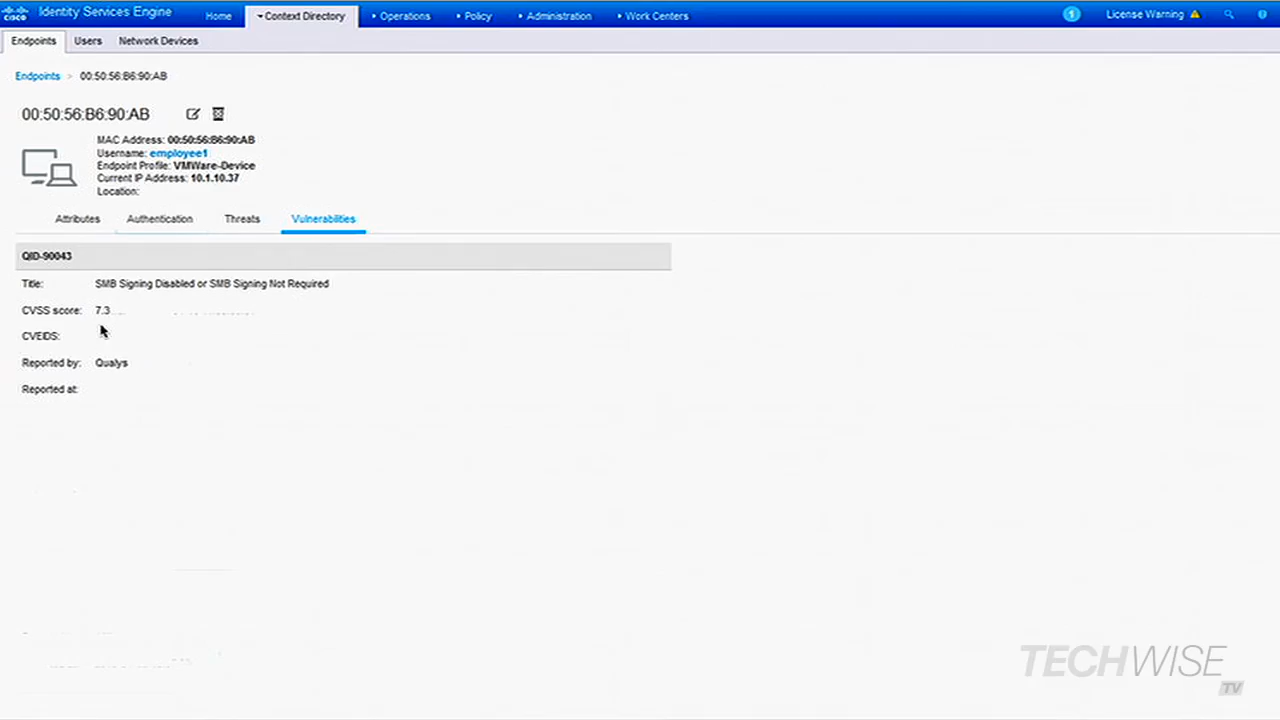 CISCO Identity Services Engine Home Context Directory Operations Policy Administration Work Centers 1 License Warning
Endpoints Users Network Devices
Endpoints > 00:50:56:B6:90:AB
00:50:56:B6:90:AB
MAC Address: 00:50:56:B6:90:AB
Username: employee1
Endpoint Profile: VMWare-Device
Current IP Address: 10.1.10.37
Location:
Attributes Authentication Threats Vulnerabilities
QID-90043
Title: SMB Signing Disabled or SMB Signing Not Required
CVSS score: 7.3
CVEIDS:
Reported by: Qualys
Reported at:
TECHWISE
TV